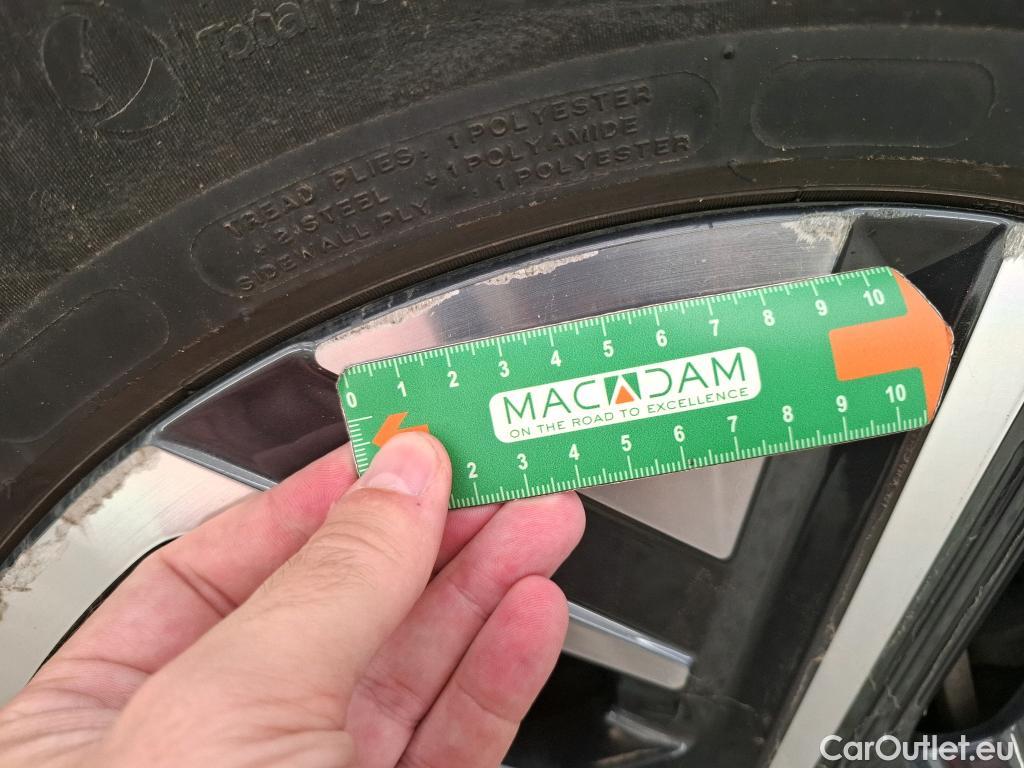 Total
TREAD PLIES: 1 POLYESTER
+ 2 STEEL + 1 POLYAMIDE
SIDEWALL PLY 1 POLYESTER
0 1 2 3 4 5 6 7 8 9 10
MACADAM
ON THE ROAD TO EXCELLENCE
2 3 4 5 6 7 8 9 10
CarOutlet.eu